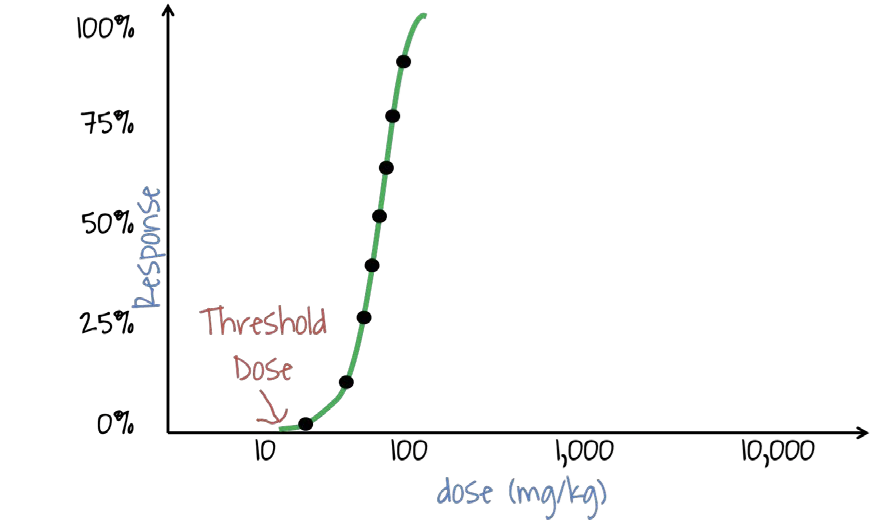 100%
75%
50%
25%
0%
Response
Threshold
Dose
10 100 1,000 10,000
dose (mg/kg)